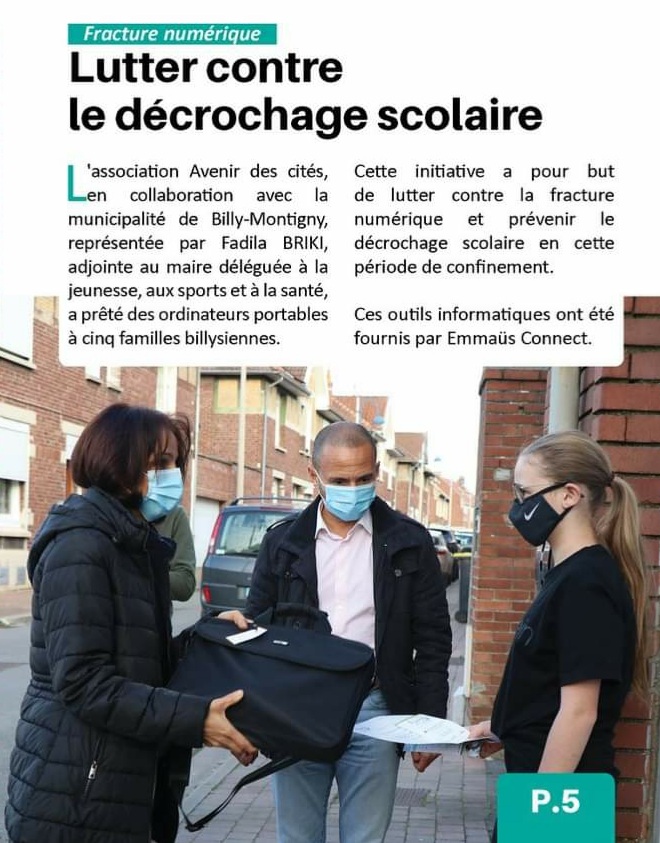 Fracture numérique
Lutter contre
le décrochage scolaire
L'association Avenir des cités,
en collaboration avec la
municipalité de Billy-Montigny,
représentée par Fadila BRIKI,
adjointe au maire déléguée à la
jeunesse, aux sports et à la santé,
a prêté des ordinateurs portables
à cinq familles billysiennes.
Cette initiative a pour but
de lutter contre la fracture
numérique et prévenir le
décrochage scolaire en cette
période de confinement.
Ces outils informatiques ont été
fournis par Emmaüs Connect.
P.5